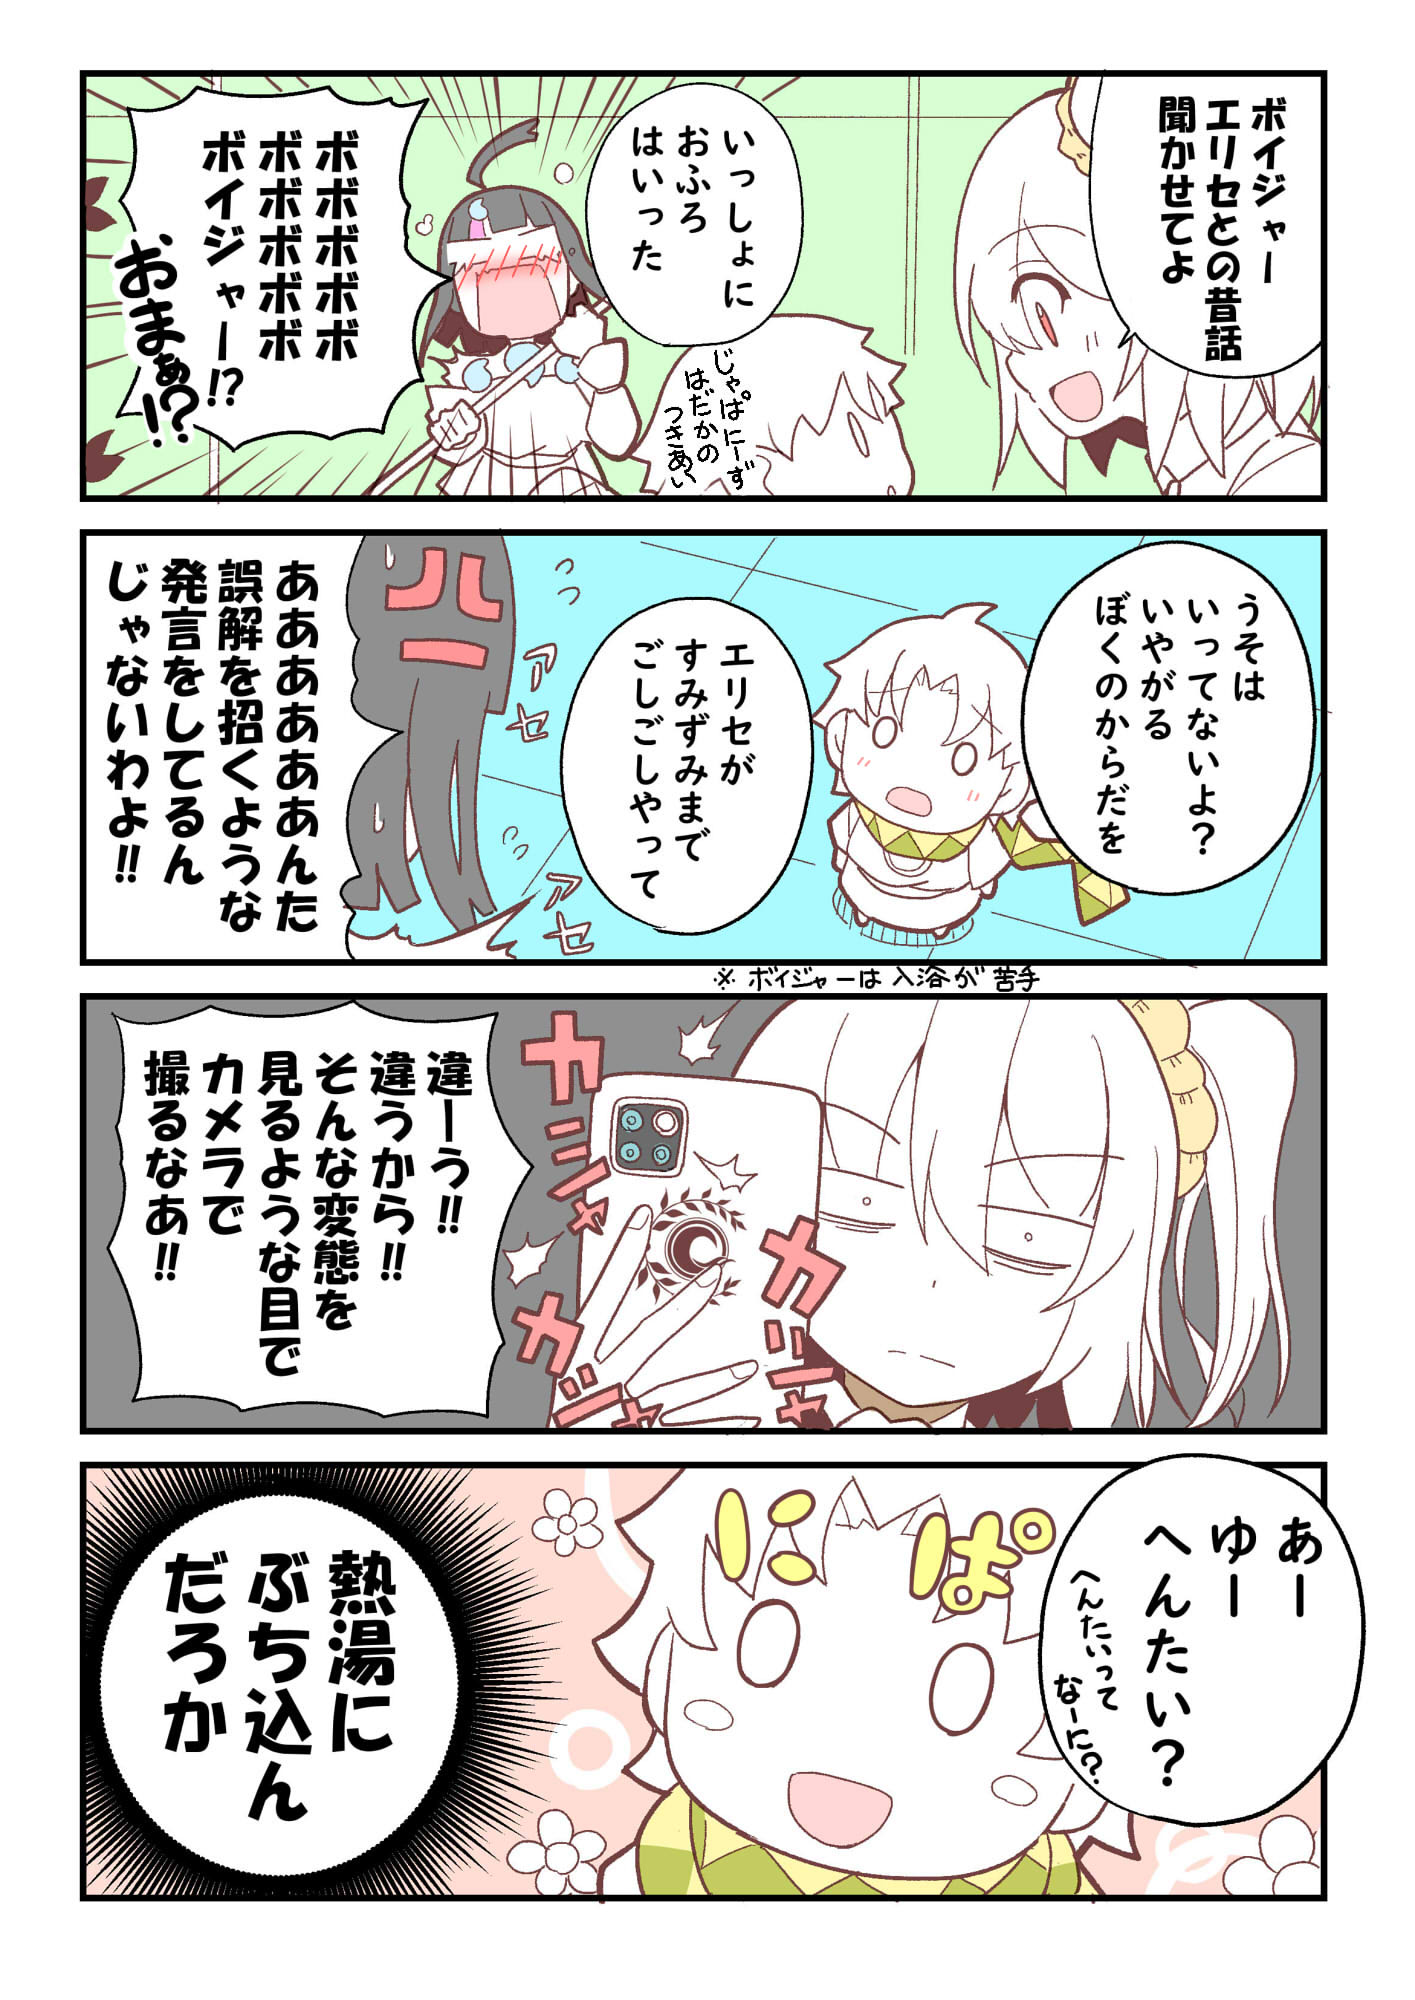 ボイジャー
エリセとの昔話
聞かせてよ
いっしょに
おふろ
はいった
じゃぱにーず
はだかの
つきあい
ボボボボボ
ボボボボボ
ボイジャー!?
おまぁ!?
うそは
いってないよ?
いやがる
ぼくのからだを
エリセが
すみずみまで
ごしごしやって
アセ
アセ
ああああああんた
誤解を招くような
発言をしてるん
じゃないわよ!!
※ボイジャーは入浴が苦手
カシャ
カシャ
カシャ
違ーう!!
違うから!!
そんな変態を
見るような目で
カメラで
撮るなあ!!
あー
ゆー
へんたい?
へんたいって
なーに?
ぱ
熱湯に
ぶち込ん
だろか